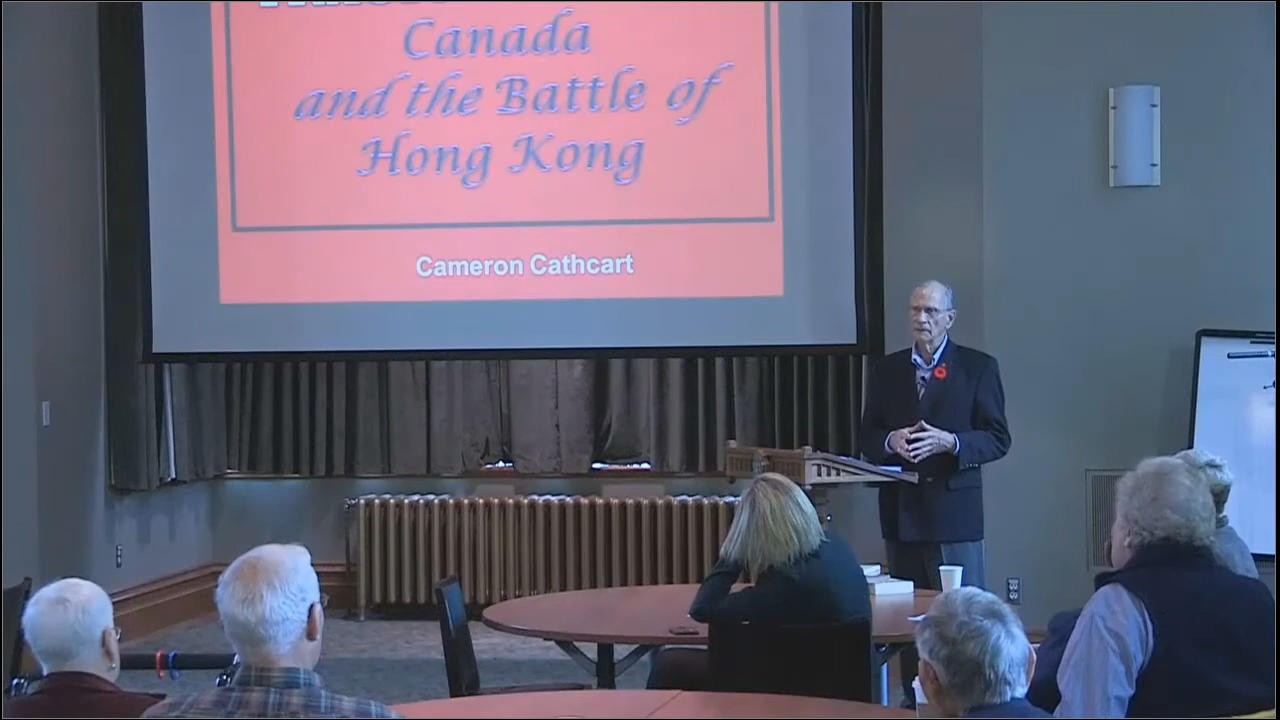 Canada
and the Battle of
Hong Kong
Cameron Cathcart